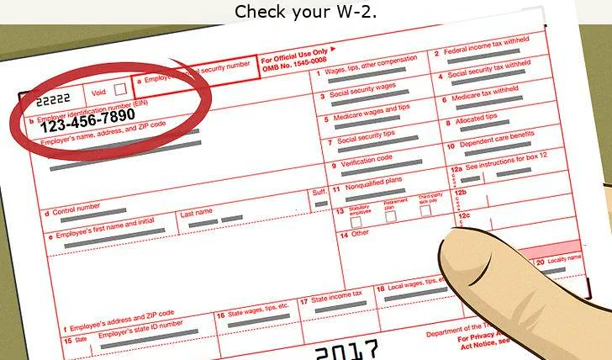 Check your W-2.
22222
Void
a Employee's social security number
For Official Use Only ►
OMB No. 1545-0008
b Employer identification number (EIN)
123-456-7890
Employer's name, address, and ZIP code
1 Wages, tips, other compensation
2 Federal income tax withheld
3 Social security wages
4 Social security tax withheld
5 Medicare wages and tips
6 Medicare tax withheld
7 Social security tips
8 Allocated tips
9 Verification code
10 Dependent care benefits
d Control number
11 Nonqualified plans
12a See instructions for box 12
e Employee's first name and initial
Last name
Suff.
13 Statutory employee
Retirement plan
Third-party sick pay
12b
14 Other
12c
f Employee's address and ZIP code
15 State
Employer's state ID number
16 State wages, tips, etc.
17 State income tax
18 Local wages, tips, etc.
20 Locality name
2017
Department of the
For Privacy
Act Notice, see